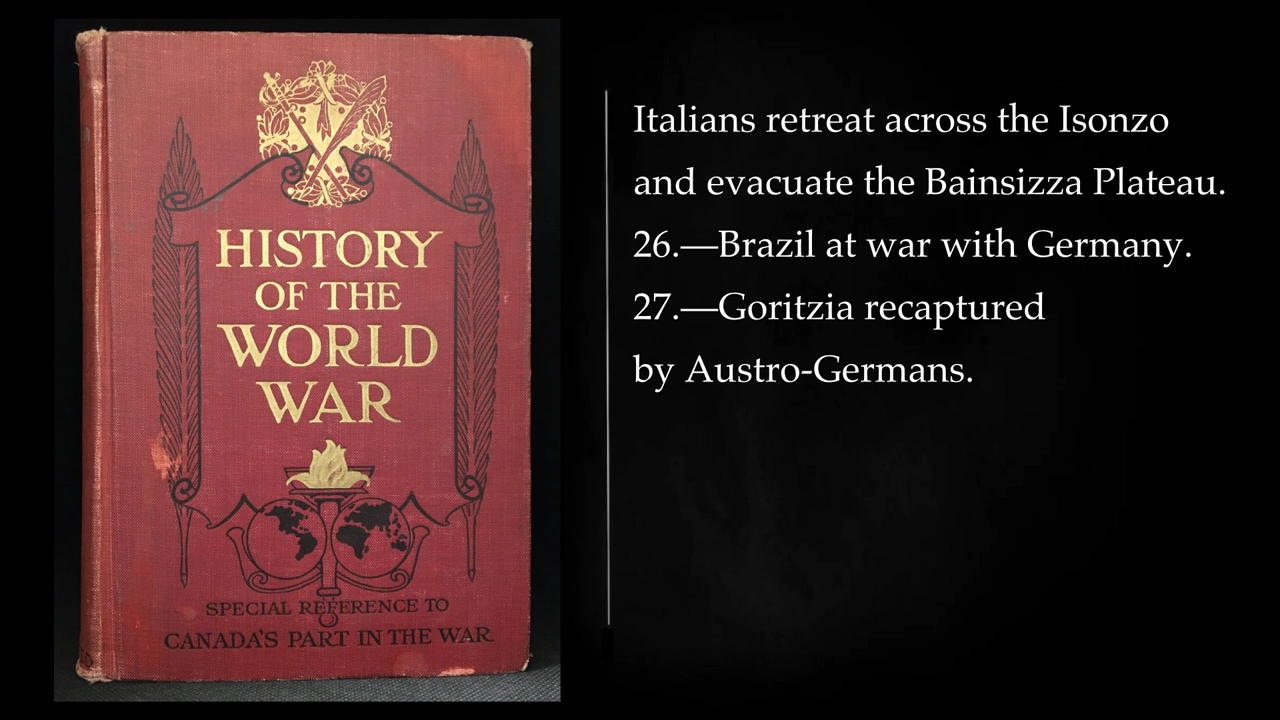 HISTORY
OF THE
WORLD
WAR
SPECIAL REFERENCE TO
CANADA'S PART IN THE WAR
Italians retreat across the Isonzo
and evacuate the Bainsizza Plateau.
26.—Brazil at war with Germany.
27.—Goritzia recaptured
by Austro-Germans.